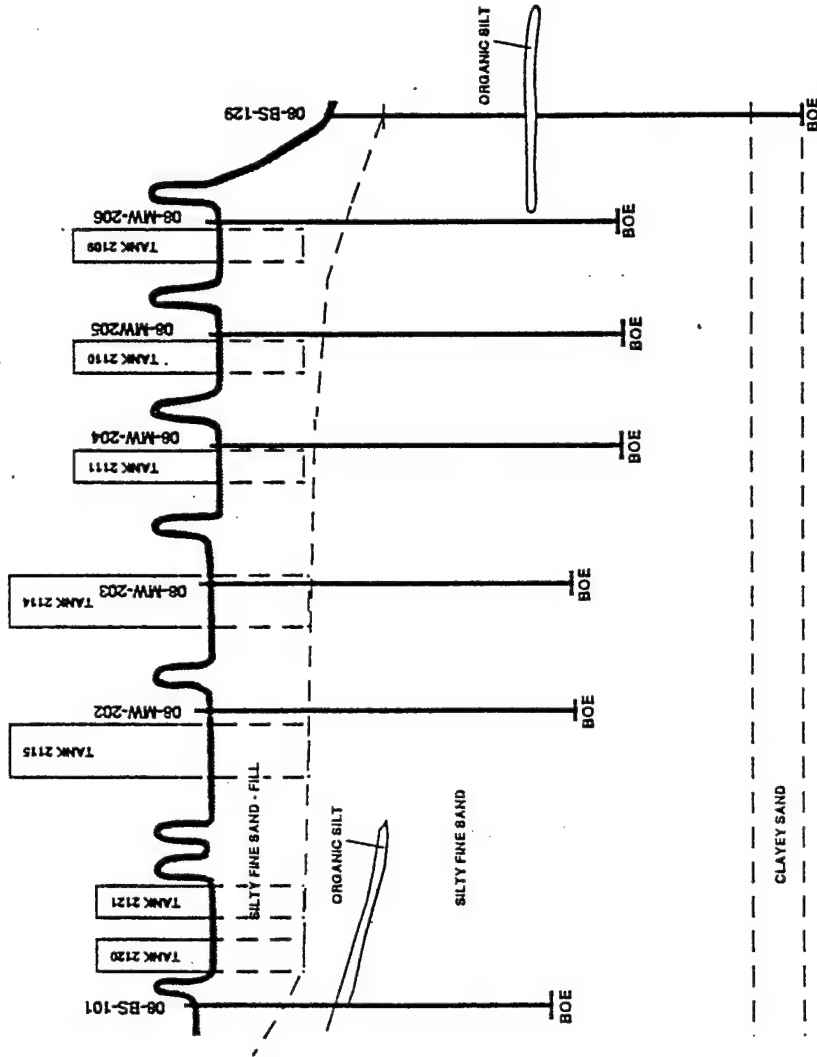 08-BS-101
TANK 2120
TANK 2121
TANK 2115
08-MW-202
TANK 2114
08-MW-203
TANK 2111
08-MW-204
TANK 2110
08-MW205
TANK 2109
08-MW-206
08-BS-129
SILTY FINE SAND - FILL
ORGANIC SILT
SILTY FINE SAND
ORGANIC SILT
CLAYEY SAND
BOE
BOE
BOE
BOE
BOE
BOE
BOE